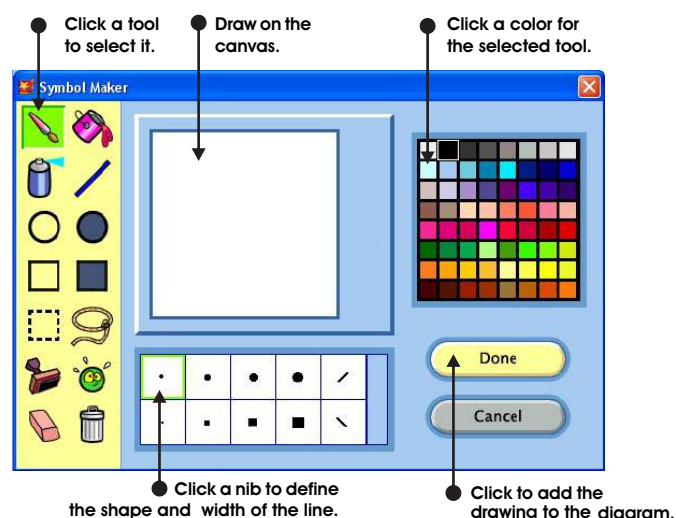 Click a tool
to select it.
Draw on the
canvas.
Click a color for
the selected tool.
Symbol Maker
Done
Cancel
Click a nib to define
the shape and width of the line.
Click to add the
drawing to the diagram.